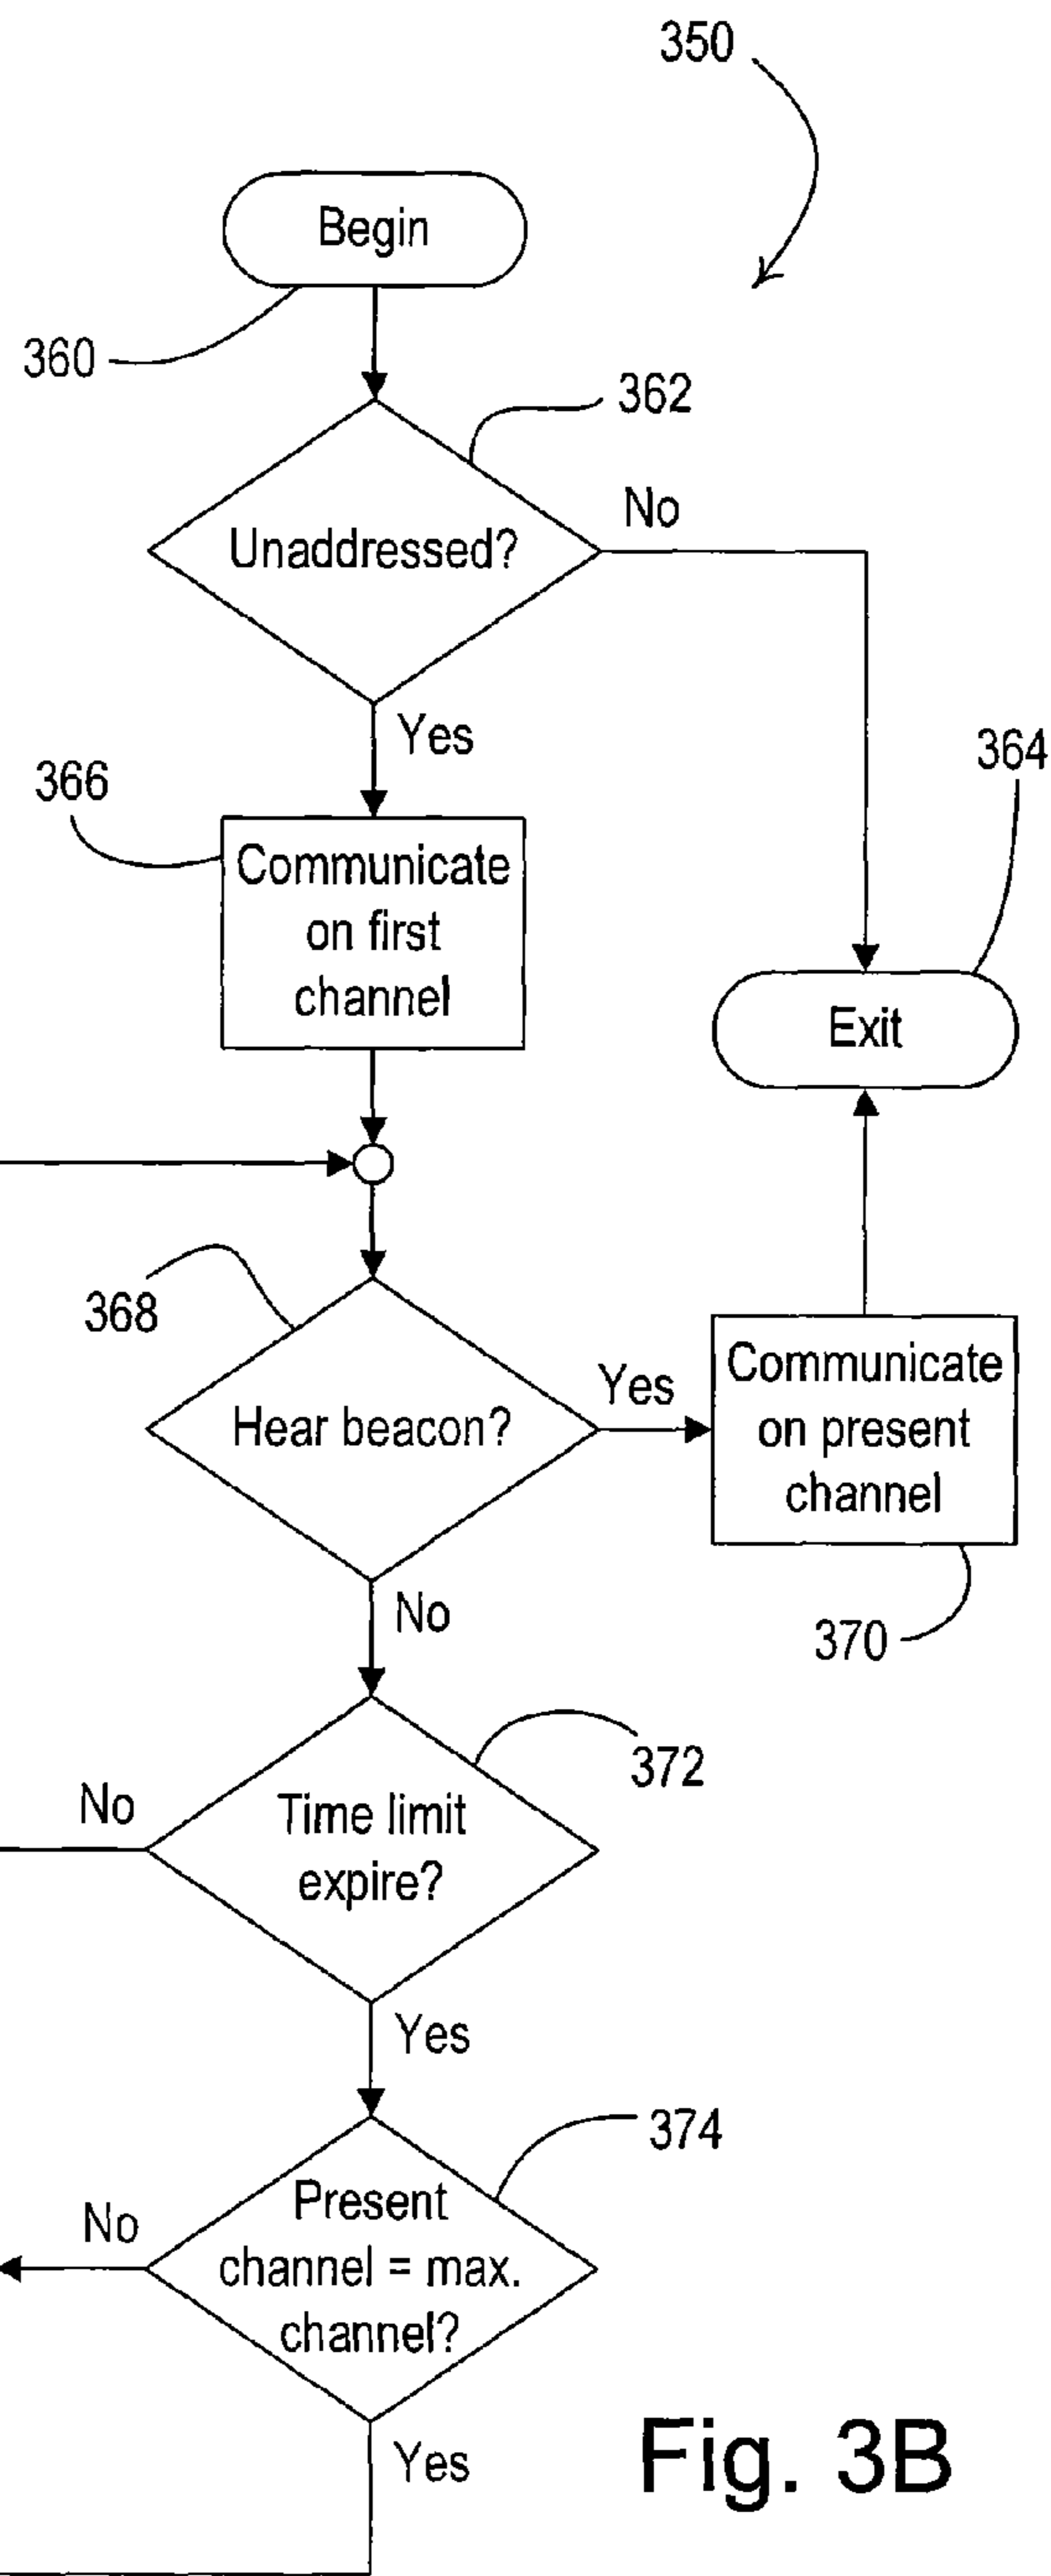 350
Begin
360
362
Unaddressed?
No
Yes
366
364
Communicate
on first
channel
Exit
368
Hear beacon?
Yes
Communicate
on present
channel
No
370
372
No
Time limit
expire?
Yes
374
No
Present
channel = max.
channel?
Yes
Fig. 3B